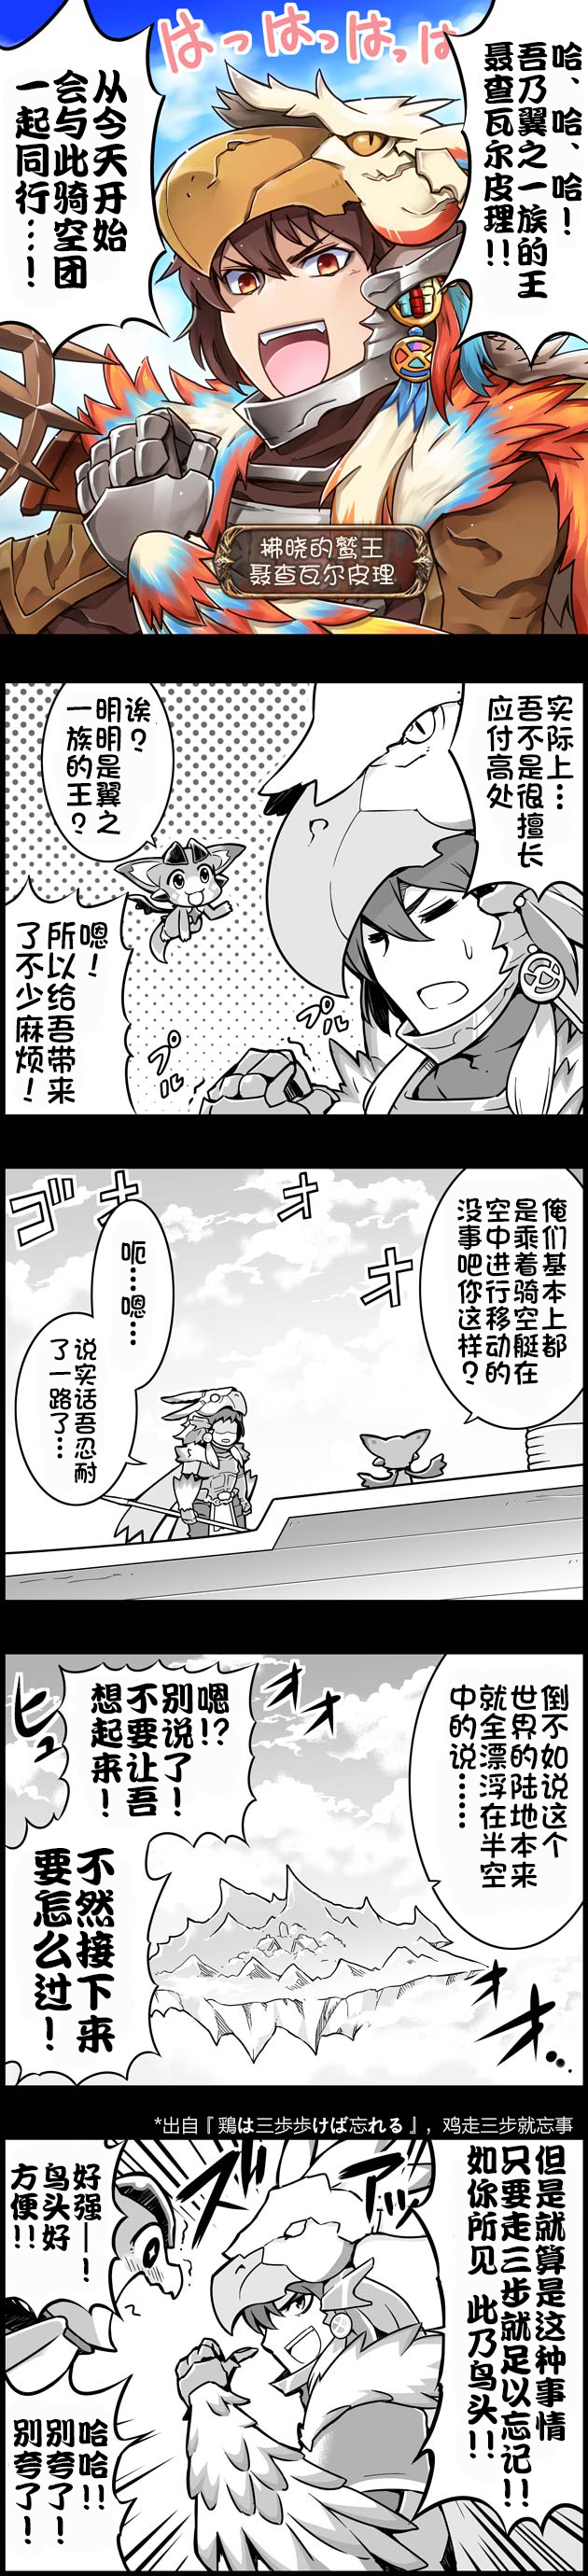 はっはっはっは
哈、哈、哈！
吾乃翼之一族的王
聂查瓦尔皮理!!
从今天开始
会与此骑空团
一起同行…！
拂晓的鹫王
聂查瓦尔皮理
实际上…
吾不是很擅长
应付高处
诶？
明明是翼之
一族的王？
嗯！
所以给吾带来
了不少麻烦！
プル
プル
俺们基本上都
是乘着骑空艇在
空中进行移动的
没事吧你这样？
ゴオオオ
呃…嗯…
说实话吾忍耐
了一路了…
倒不如说这个
世界的陆地本来
就全漂浮在半空
中的说……
オオオオ…
嗯!?
别说了！
不要让吾
想起来！
ヒュ
不然接下来
要怎么过！
*出自『鶏は三歩歩けば忘れる』，鸡走三步就忘事
但是就算是这种事情
只要走三步就足以忘记!!
如你所见 此乃鸟头!!
アッ
好强—！
鸟头好
方便!!
哈哈!!
别夸了！
别夸了！